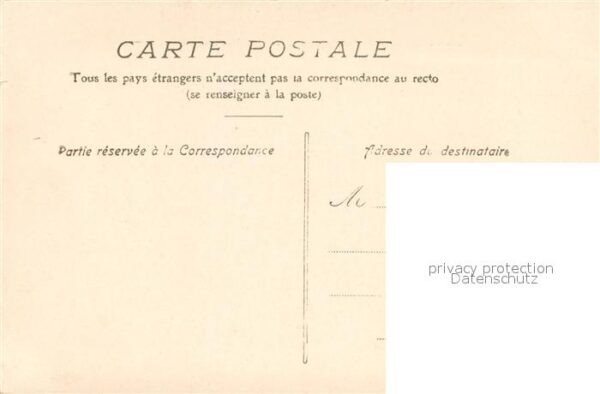 CARTE POSTALE
Tous les pays étrangers n'acceptent pas la correspondance au recto
(se renseigner à la poste)
Partie réservée à la Correspondance
Adresse du destinataire
M
privacy protection
Datenschutz